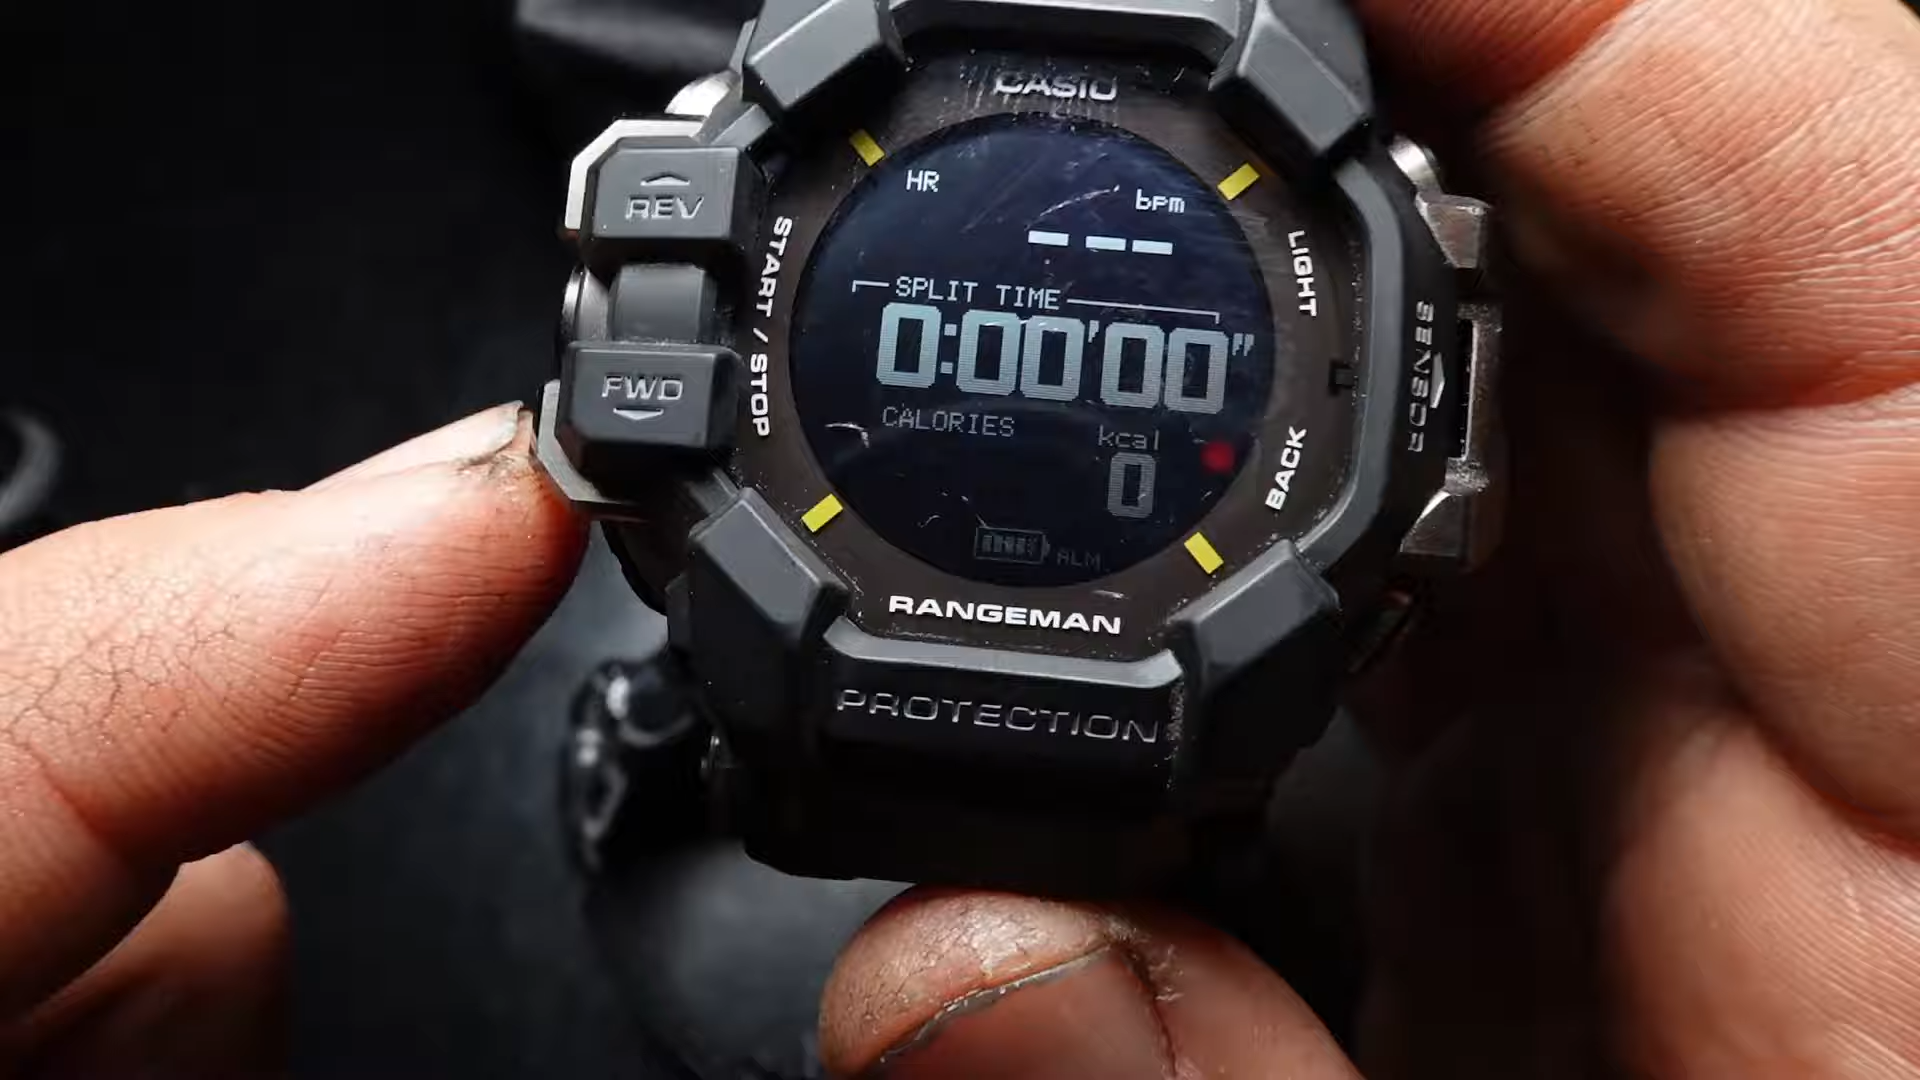 CASIO
REV
HR
bpm
START / STOP
LIGHT
SPLIT TIME
0:00'00"
SENSOR
FWD
CALORIES
kcal
0
BACK
ALM
RANGEMAN
PROTECTION